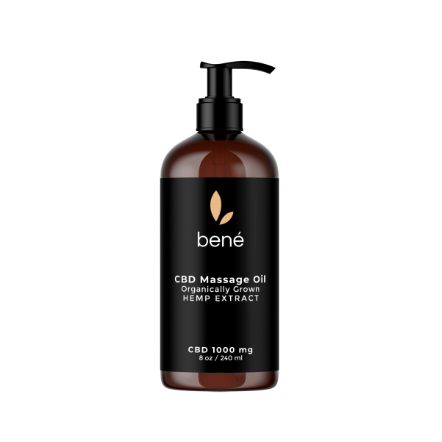 bené
CBD Massage Oil
Organically Grown
HEMP EXTRACT
CBD 1000 mg
8 oz / 240 ml